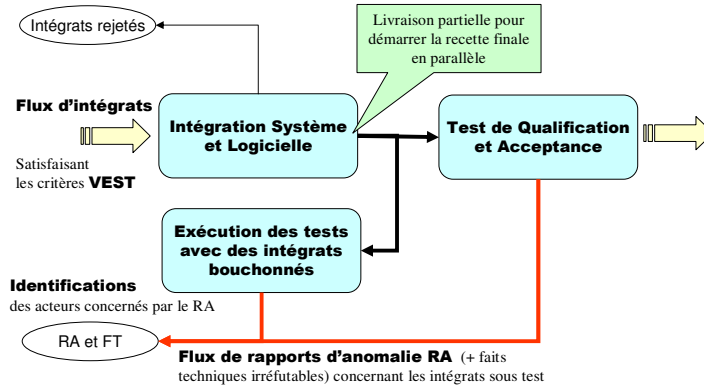 Intégrats rejetés
Livraison partielle pour
démarrer la recette finale
en parallèle
Flux d'intégrats
Intégration Système
et Logicielle
Test de Qualification
et Acceptance
Satisfaisant
les critères VEST
Exécution des tests
avec des intégrats
bouchonnés
Identifications
des acteurs concernés par le RA
RA et FT
Flux de rapports d'anomalie RA (+ faits
techniques irréfutables) concernant les intégrats sous test